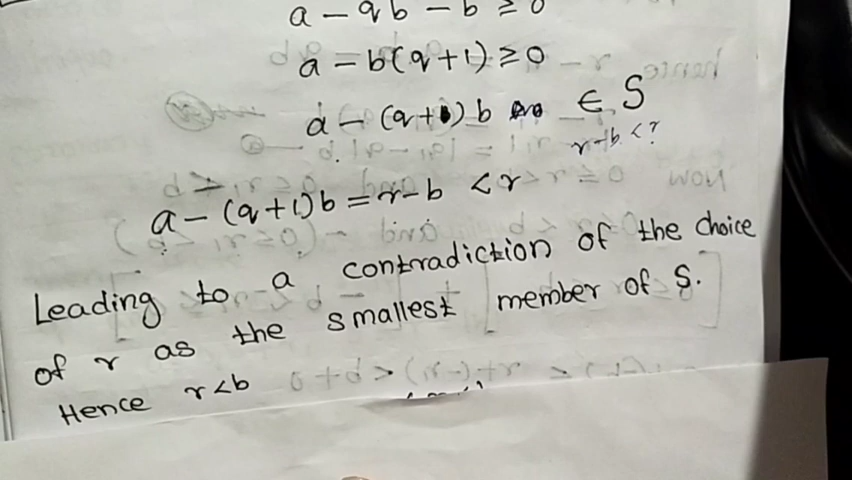 a - qb - b ≥ 0
a - b(q+1) ≥ 0
a - (q+1)b ∈ S
r-b < r
a - (q+1)b = r-b < r
Leading to a contradiction of the choice
of r as the smallest member of S.
Hence r<b